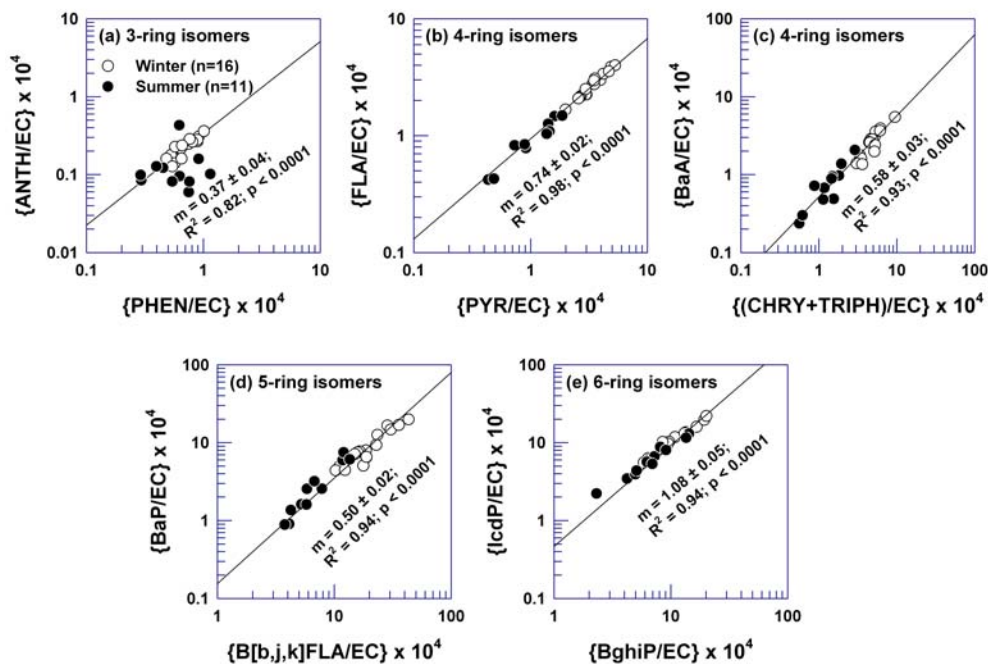 (a) 3-ring isomers
Winter (n=16)
Summer (n=11)
m = 0.37 ± 0.04;
R² = 0.82; p < 0.0001
{ANTH/EC} x 10⁴
10
1
0.1
0.01
0.1
1
10
{PHEN/EC} x 10⁴
(b) 4-ring isomers
m = 0.74 ± 0.02;
R² = 0.98; p < 0.0001
{FLA/EC} x 10⁴
10
1
0.1
0.1
1
10
{PYR/EC} x 10⁴
(c) 4-ring isomers
m = 0.58 ± 0.03;
R² = 0.93; p < 0.0001
{BaA/EC} x 10⁴
100
10
1
0.1
0.1
1
10
100
{(CHRY+TRIPH)/EC} x 10⁴
(d) 5-ring isomers
m = 0.50 ± 0.02;
R² = 0.94; p < 0.0001
{BaP/EC} x 10⁴
100
10
1
0.1
1
10
100
{B[b,j,k]FLA/EC} x 10⁴
(e) 6-ring isomers
m = 1.08 ± 0.05;
R² = 0.94; p < 0.0001
{IcdP/EC} x 10⁴
100
10
1
0.1
1
10
100
{BghiP/EC} x 10⁴